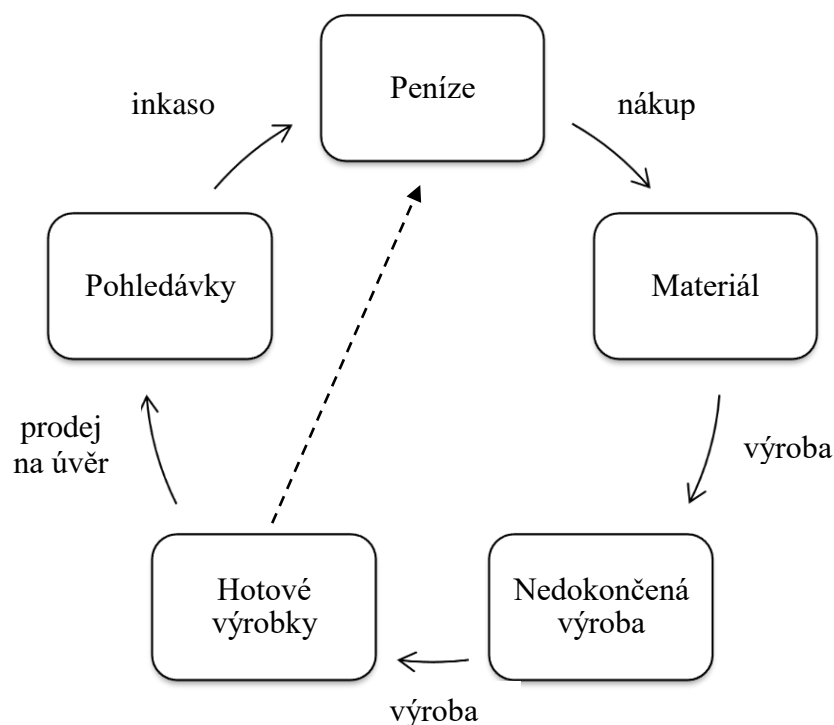 Peníze
inkaso
nákup
Pohledávky
Materiál
prodej
na úvěr
výroba
Hotové
výrobky
Nedokončená
výroba
výroba